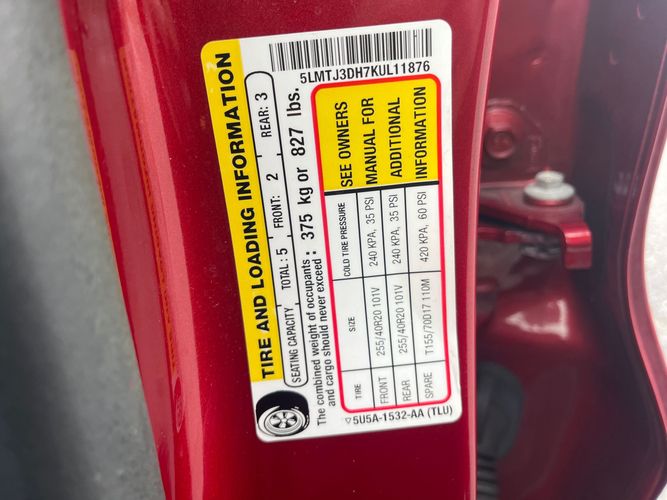 TIRE AND LOADING INFORMATION
SEATING CAPACITY TOTAL: 5 FRONT: 2 REAR: 3
The combined weight of occupants and cargo should never exceed : 375 kg or 827 lbs.
TIRE SIZE COLD TIRE PRESSURE
FRONT 255/40R20 101V 240 KPA, 35 PSI
REAR 255/40R20 101V 240 KPA, 35 PSI
SPARE T155/70D17 110M 420 KPA, 60 PSI
SEE OWNERS
MANUAL FOR
ADDITIONAL
INFORMATION
▽5U5A-1532-AA (TLU)
5LMTJ3DH7KUL11876